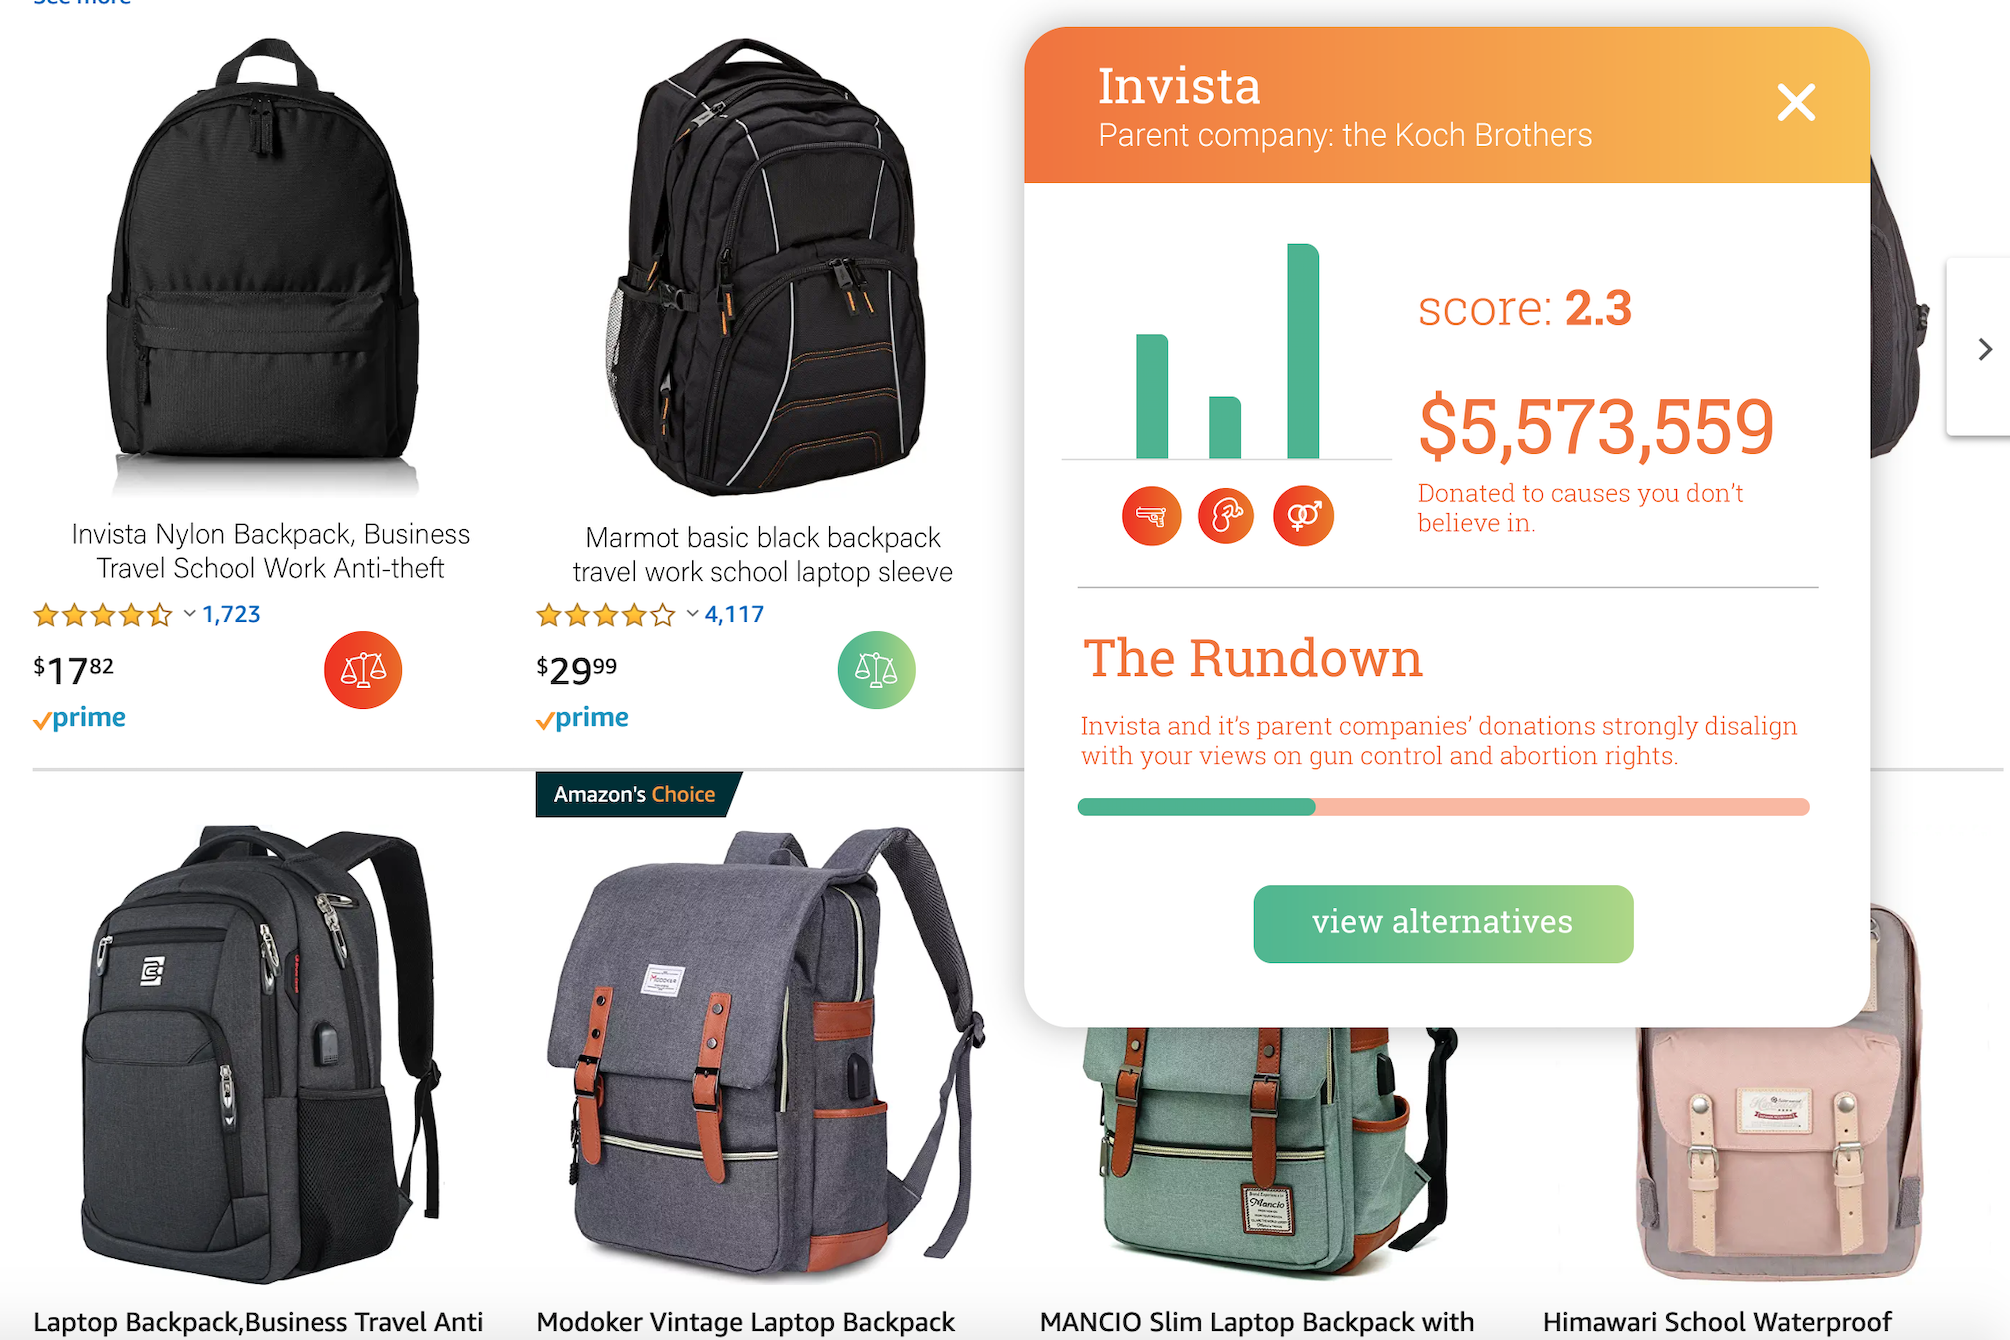 See more
Invista
Parent company: the Koch Brothers
score: 2.3
$5,573,559
Donated to causes you don't
believe in.
The Rundown
Invista and it's parent companies' donations strongly disalign
with your views on gun control and abortion rights.
view alternatives
Invista Nylon Backpack, Business
Travel School Work Anti-theft
1,723
$17 82
prime
Marmot basic black backpack
travel work school laptop sleeve
4,117
$29 99
prime
Amazon's Choice
MODOKER
Mancio
Laptop Backpack,Business Travel Anti
Modoker Vintage Laptop Backpack
MANCIO Slim Laptop Backpack with
Himawari School Waterproof